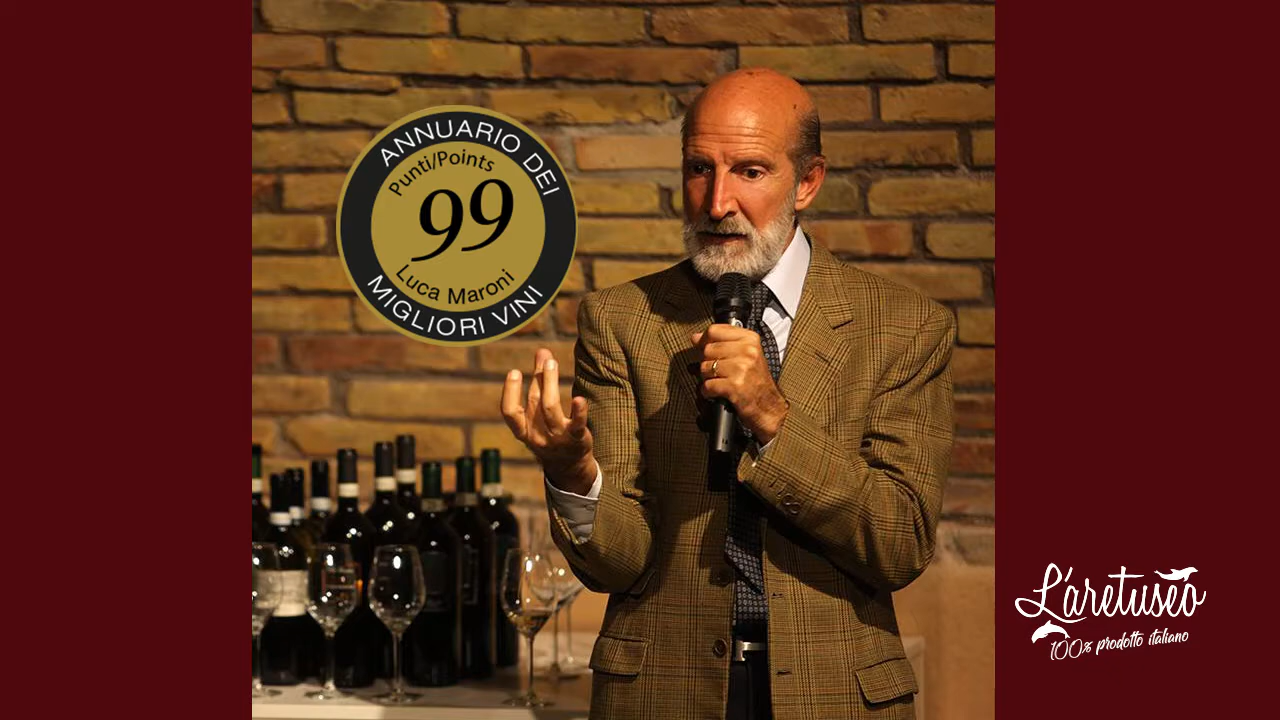 ANNUARIO DEI
Punti/Points
99
Luca Maroni
MIGLIORI VINI
L'aretuseo
100% prodotto italiano